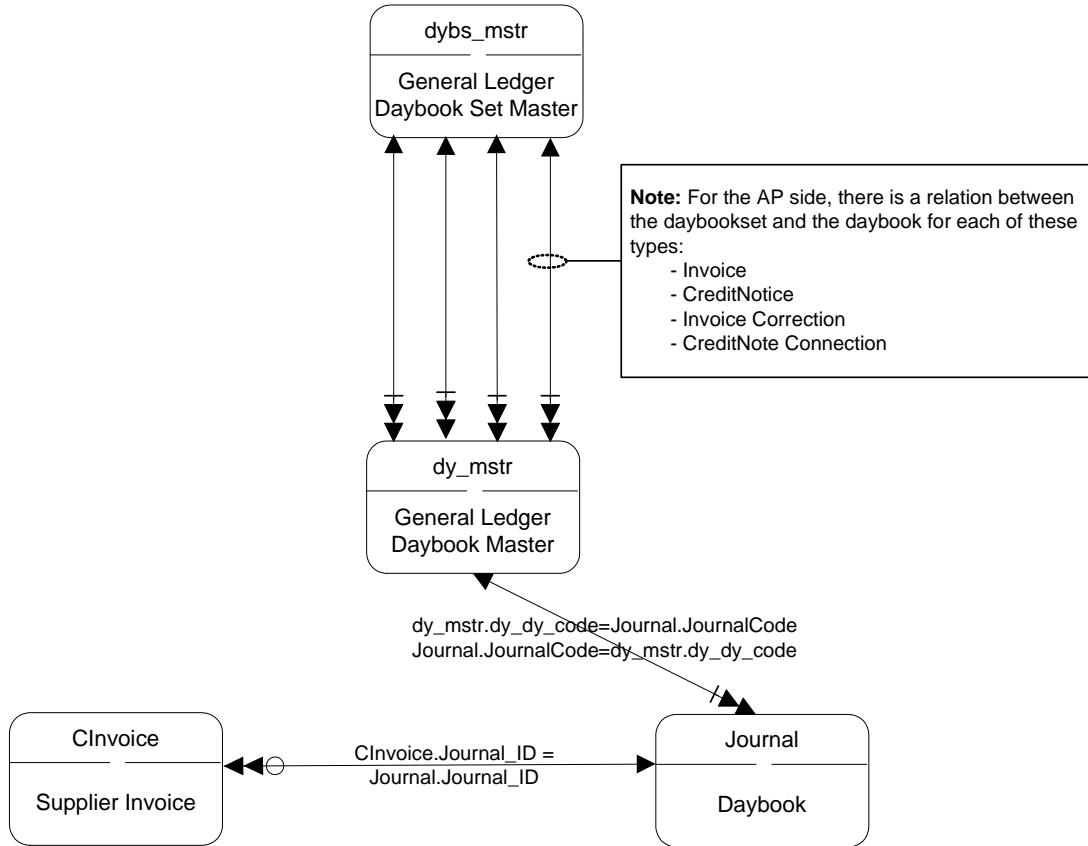 dybs_mstr
General Ledger
Daybook Set Master
Note: For the AP side, there is a relation between
the daybookset and the daybook for each of these
types:
- Invoice
- CreditNotice
- Invoice Correction
- CreditNote Connection
dy_mstr
General Ledger
Daybook Master
dy_mstr.dy_dy_code=Journal.JournalCode
Journal.JournalCode=dy_mstr.dy_dy_code
CInvoice
Supplier Invoice
CInvoice.Journal_ID =
Journal.Journal_ID
Journal
Daybook